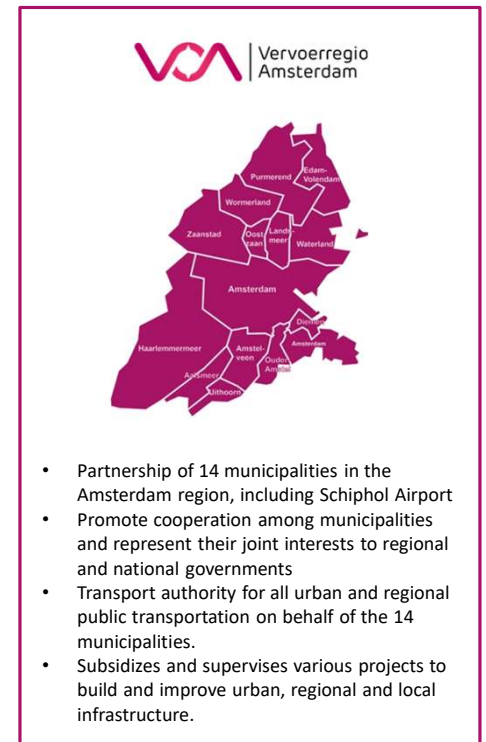 VOA | Vervoerregio
Amsterdam
Edam-
Volendam
Purmerend
Wormerland
Zaanstad
Oost
zaan
Lands-
meer
Waterland
Amsterdam
Diemen
Amsterdam
Haarlemmermeer
Amstel-
veen
Ouder
Amstel
Aalsmeer
Uithoorn
• Partnership of 14 municipalities in the
Amsterdam region, including Schiphol Airport
• Promote cooperation among municipalities
and represent their joint interests to regional
and national governments
• Transport authority for all urban and regional
public transportation on behalf of the 14
municipalities.
• Subsidizes and supervises various projects to
build and improve urban, regional and local
infrastructure.